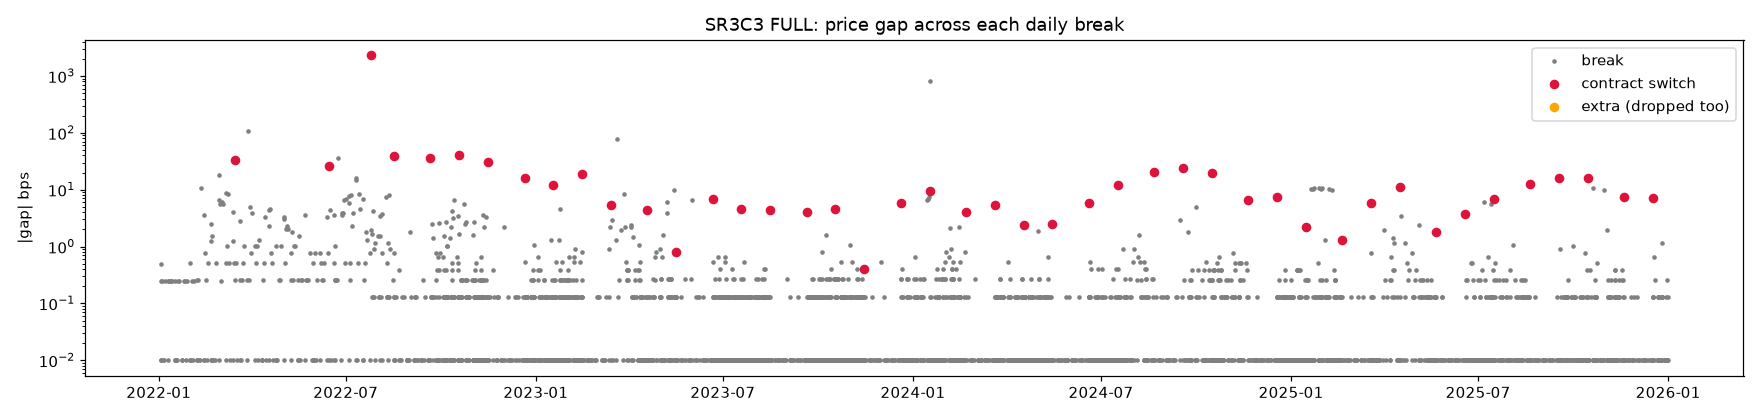 SR3C3 FULL: price gap across each daily break
|gap| bps
10³
10²
10¹
10⁰
10⁻¹
10⁻²
break
contract switch
extra (dropped too)
2022-01 2022-07 2023-01 2023-07 2024-01 2024-07 2025-01 2025-07 2026-01